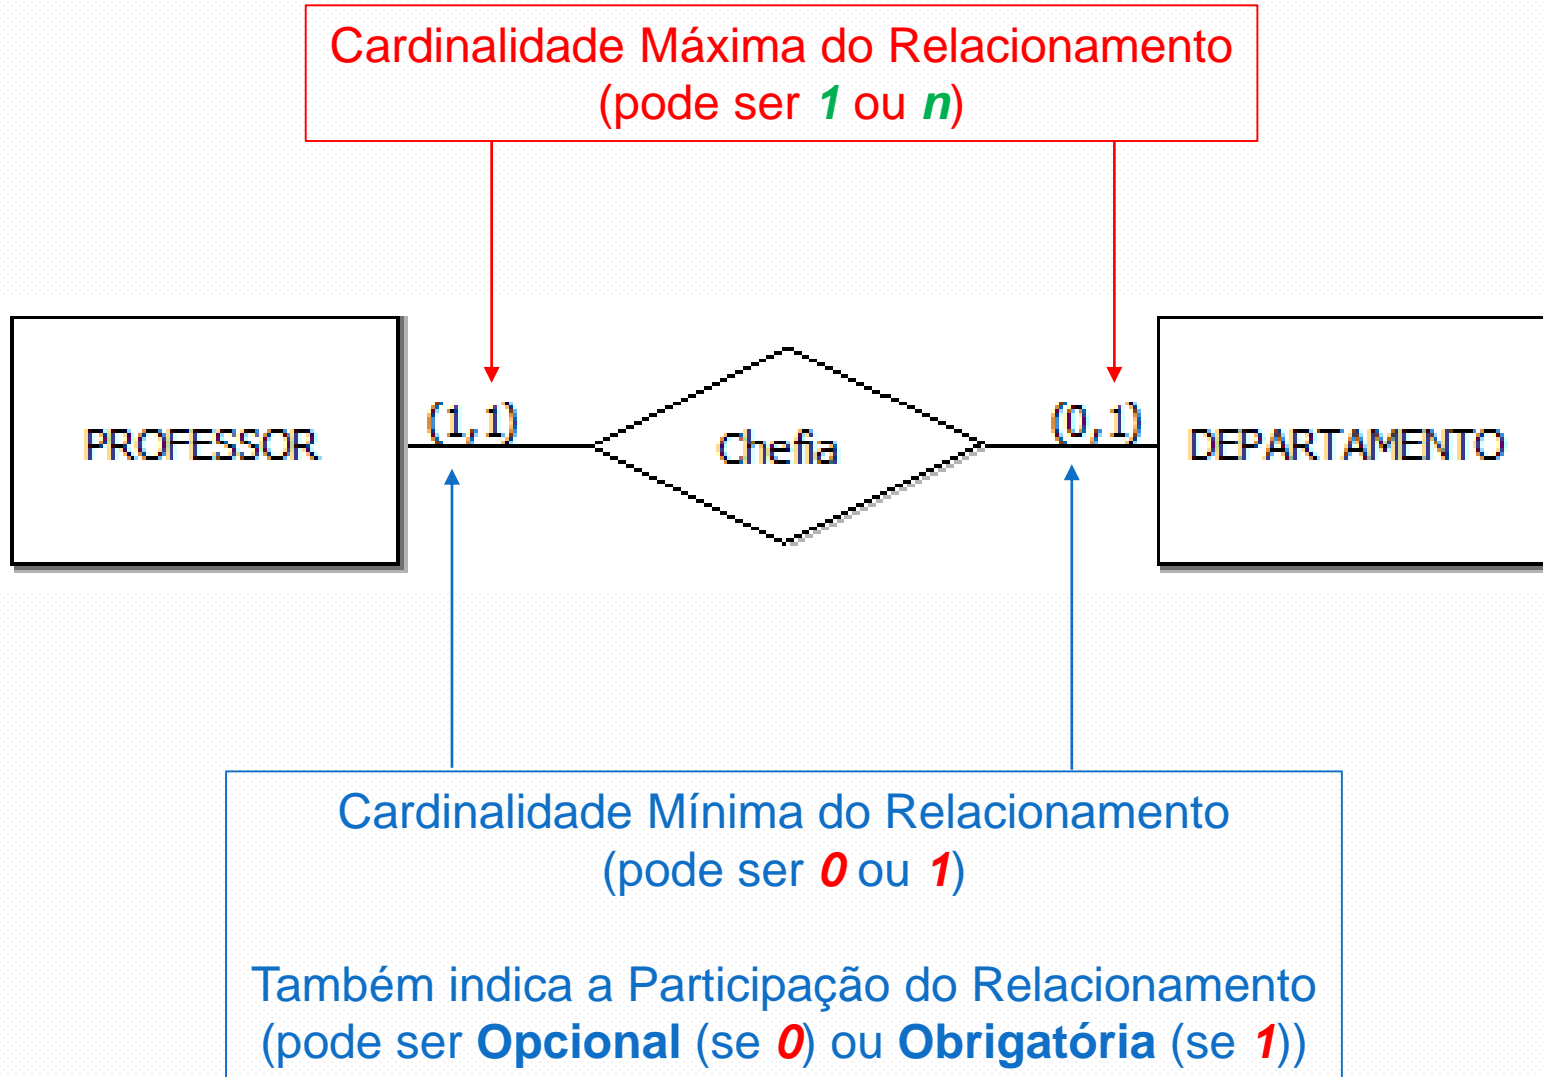 Cardinalidade Máxima do Relacionamento
(pode ser 1 ou n)
PROFESSOR
(1,1)
Chefia
(0,1)
DEPARTAMENTO
Cardinalidade Mínima do Relacionamento
(pode ser 0 ou 1)
Também indica a Participação do Relacionamento
(pode ser Opcional (se 0) ou Obrigatória (se 1))